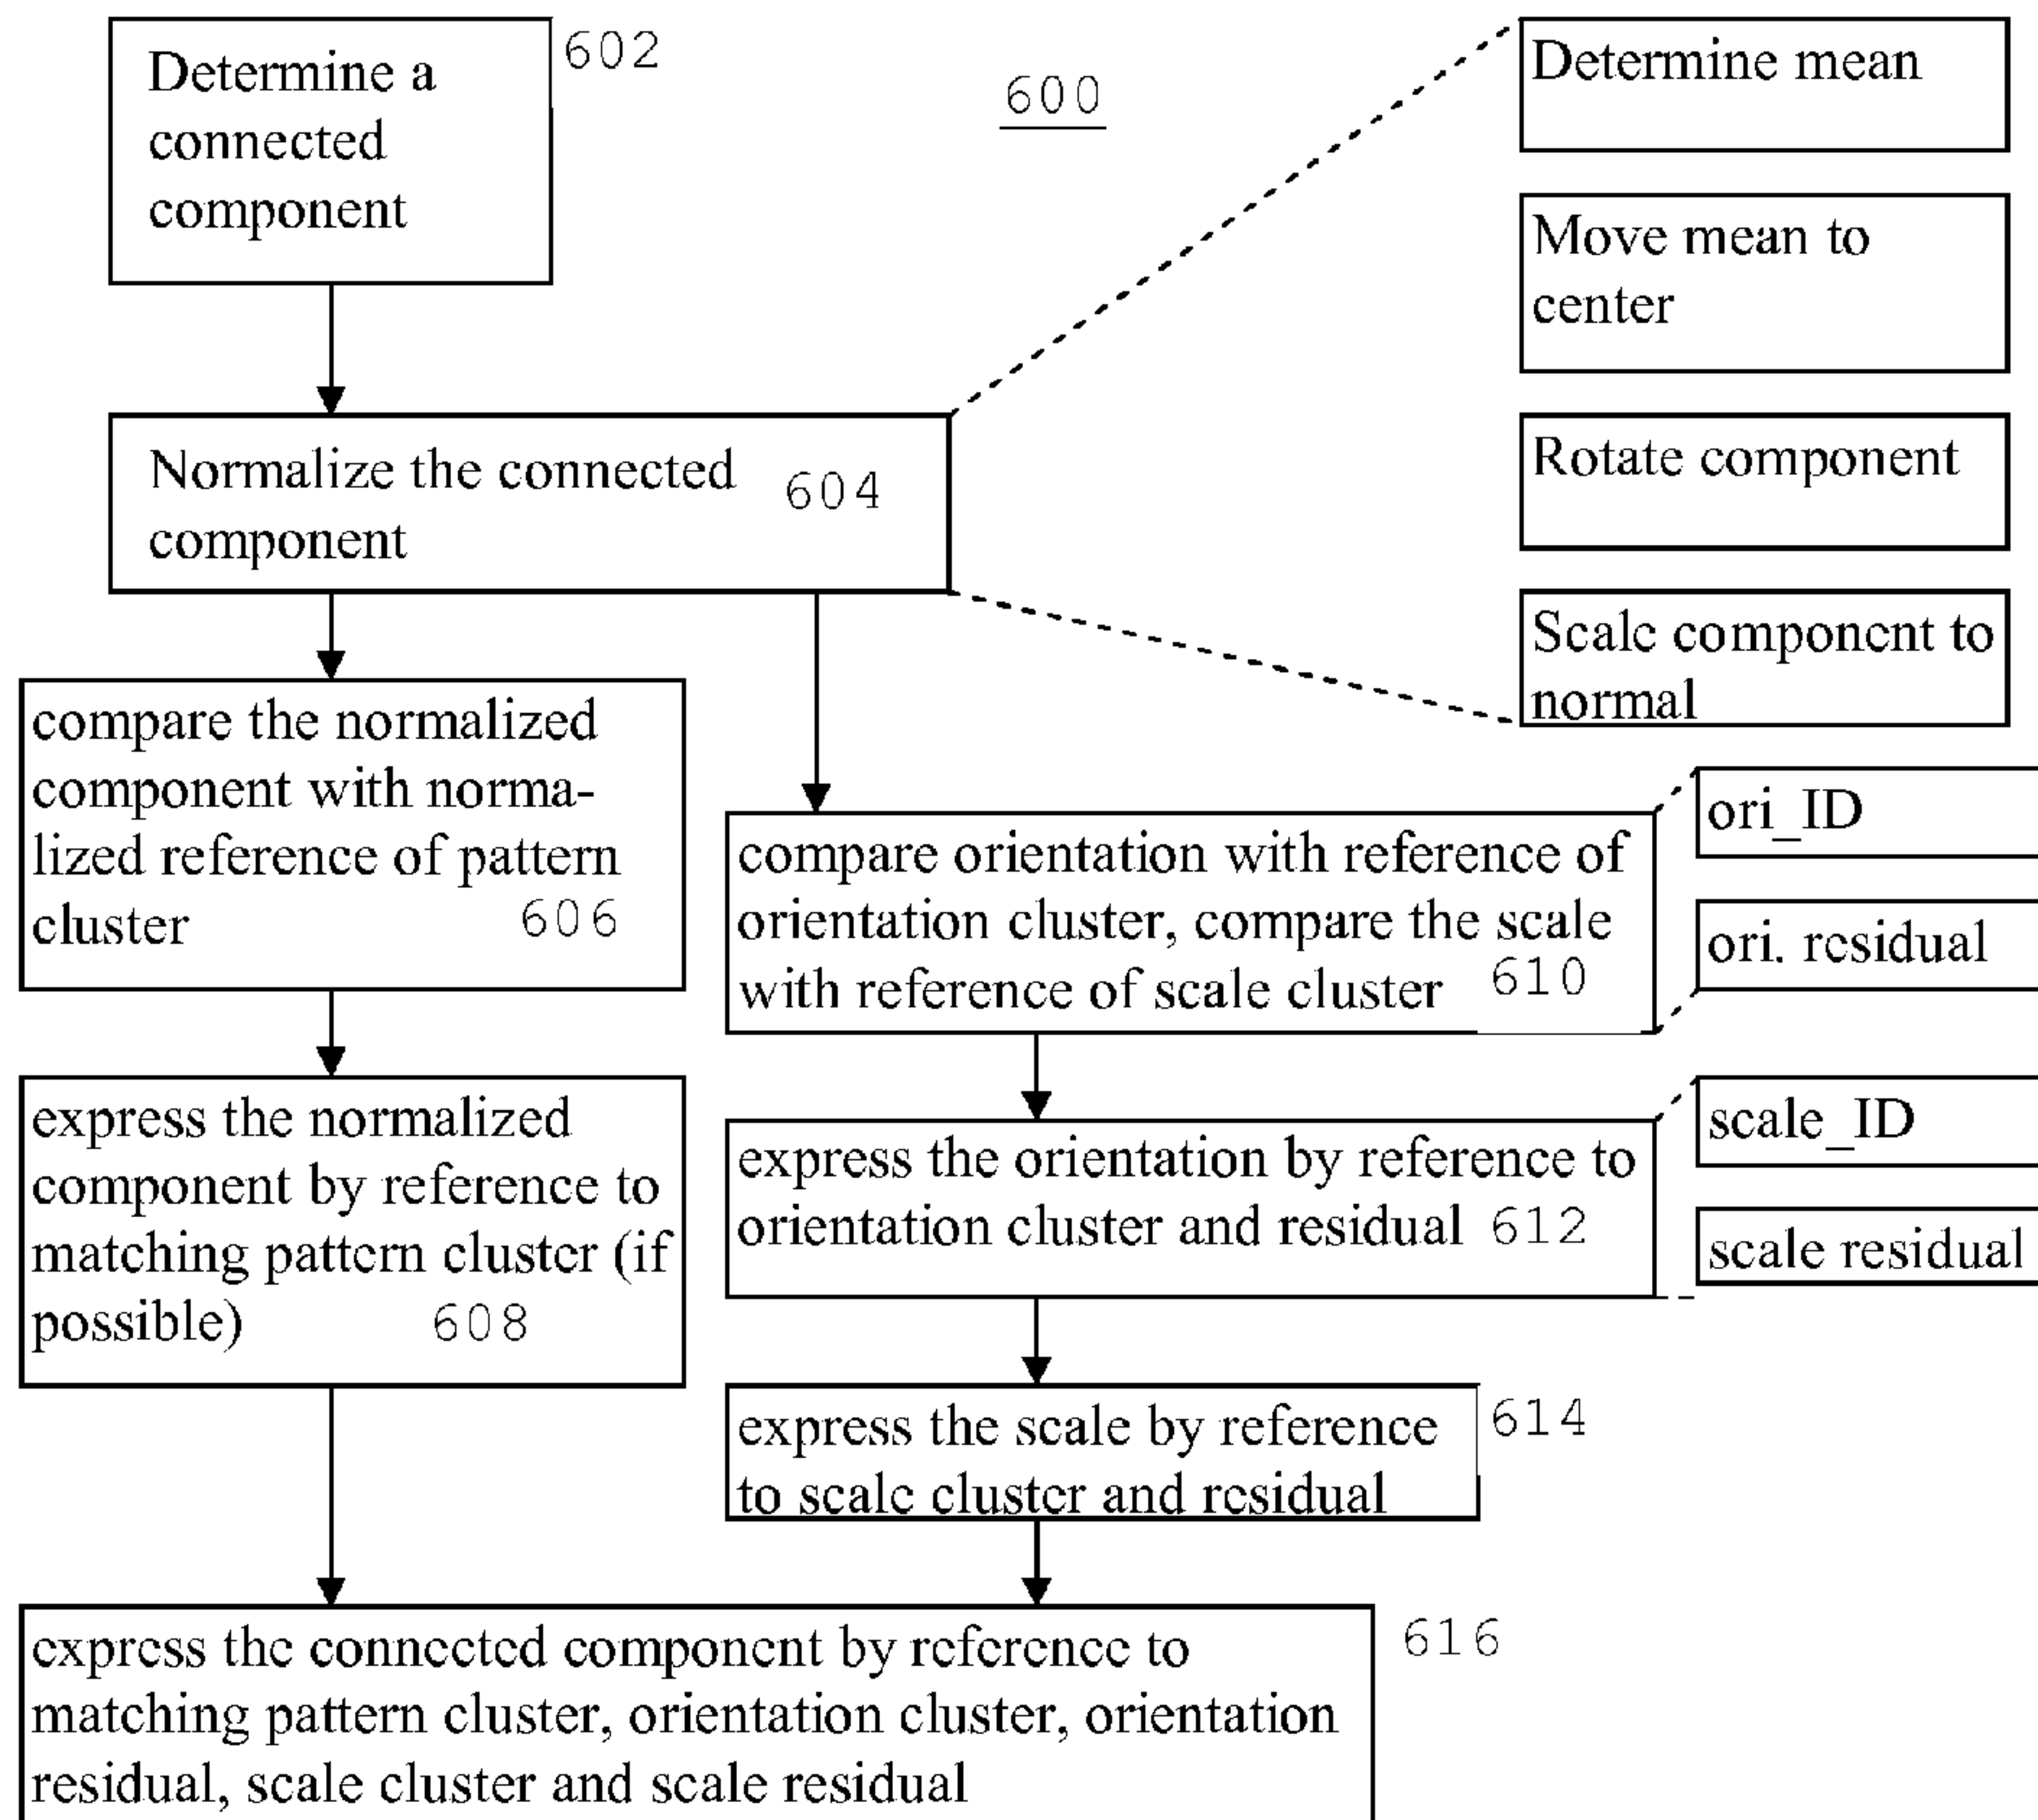 Determine a
connected
component
602
600
Determine mean
Move mean to
center
Rotate component
Scale component to
normal
Normalize the connected
component
604
compare the normalized
component with norma-
lized reference of pattern
cluster
606
compare orientation with reference of
orientation cluster, compare the scale
with reference of scale cluster
610
ori_ID
ori. residual
express the normalized
component by reference to
matching pattern cluster (if
possible)
608
express the orientation by reference to
orientation cluster and residual
612
scale_ID
scale residual
express the scale by reference
to scale cluster and residual
614
express the connected component by reference to
matching pattern cluster, orientation cluster, orientation
residual, scale cluster and scale residual
616